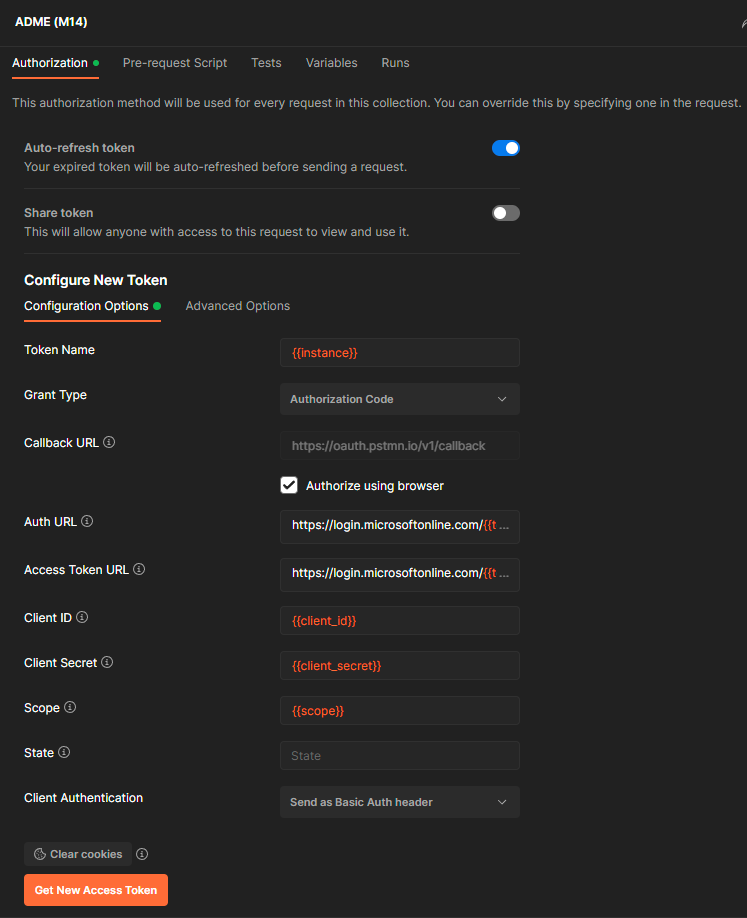 ADME (M14)
Authorization Pre-request Script Tests Variables Runs
This authorization method will be used for every request in this collection. You can override this by specifying one in the request.
Auto-refresh token
Your expired token will be auto-refreshed before sending a request.
Share token
This will allow anyone with access to this request to view and use it.
Configure New Token
Configuration Options Advanced Options
Token Name {{instance}}
Grant Type Authorization Code
Callback URL https://oauth.pstmn.io/v1/callback
Authorize using browser
Auth URL https://login.microsoftonline.com/{{t ...
Access Token URL https://login.microsoftonline.com/{{t ...
Client ID {{client_id}}
Client Secret {{client_secret}}
Scope {{scope}}
State State
Client Authentication Send as Basic Auth header
Clear cookies
Get New Access Token